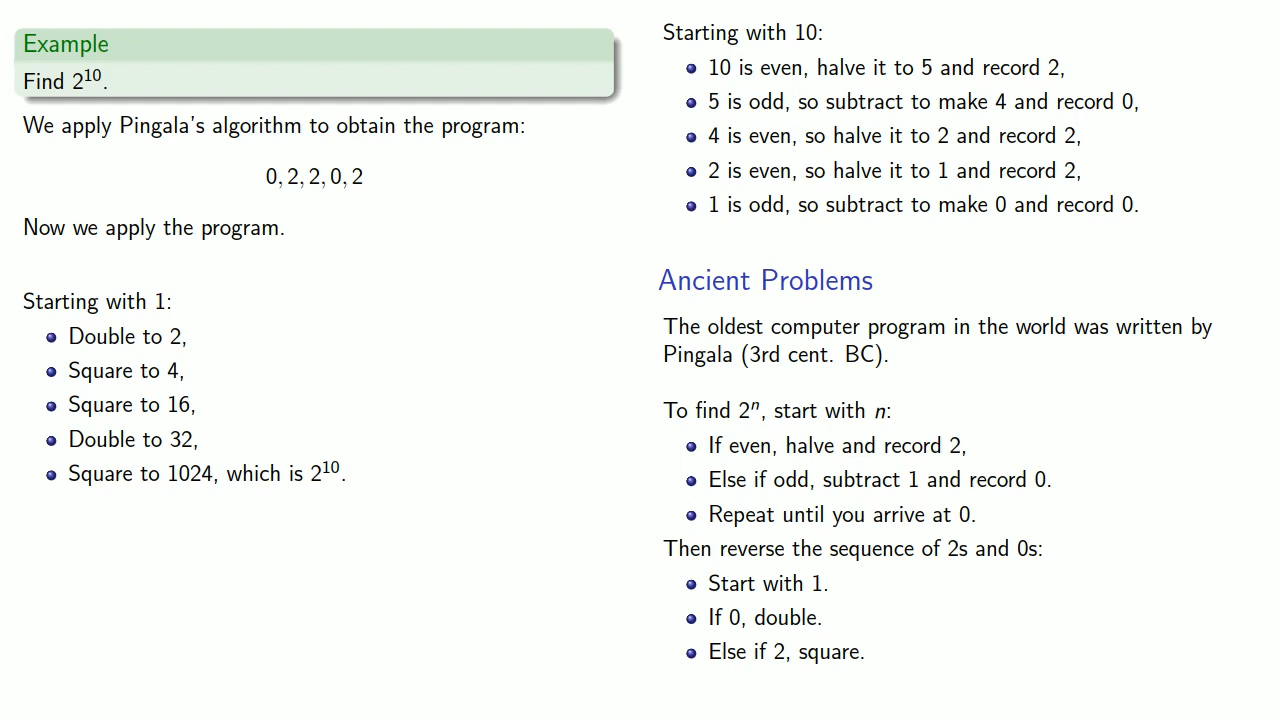 Example
Find 2¹⁰.
We apply Pingala's algorithm to obtain the program:
0, 2, 2, 0, 2
Now we apply the program.
Starting with 1:
Double to 2,
Square to 4,
Square to 16,
Double to 32,
Square to 1024, which is 2¹⁰.
Starting with 10:
10 is even, halve it to 5 and record 2,
5 is odd, so subtract to make 4 and record 0,
4 is even, so halve it to 2 and record 2,
2 is even, so halve it to 1 and record 2,
1 is odd, so subtract to make 0 and record 0.
Ancient Problems
The oldest computer program in the world was written by
Pingala (3rd cent. BC).
To find 2ⁿ, start with n:
If even, halve and record 2,
Else if odd, subtract 1 and record 0.
Repeat until you arrive at 0.
Then reverse the sequence of 2s and 0s:
Start with 1.
If 0, double.
Else if 2, square.